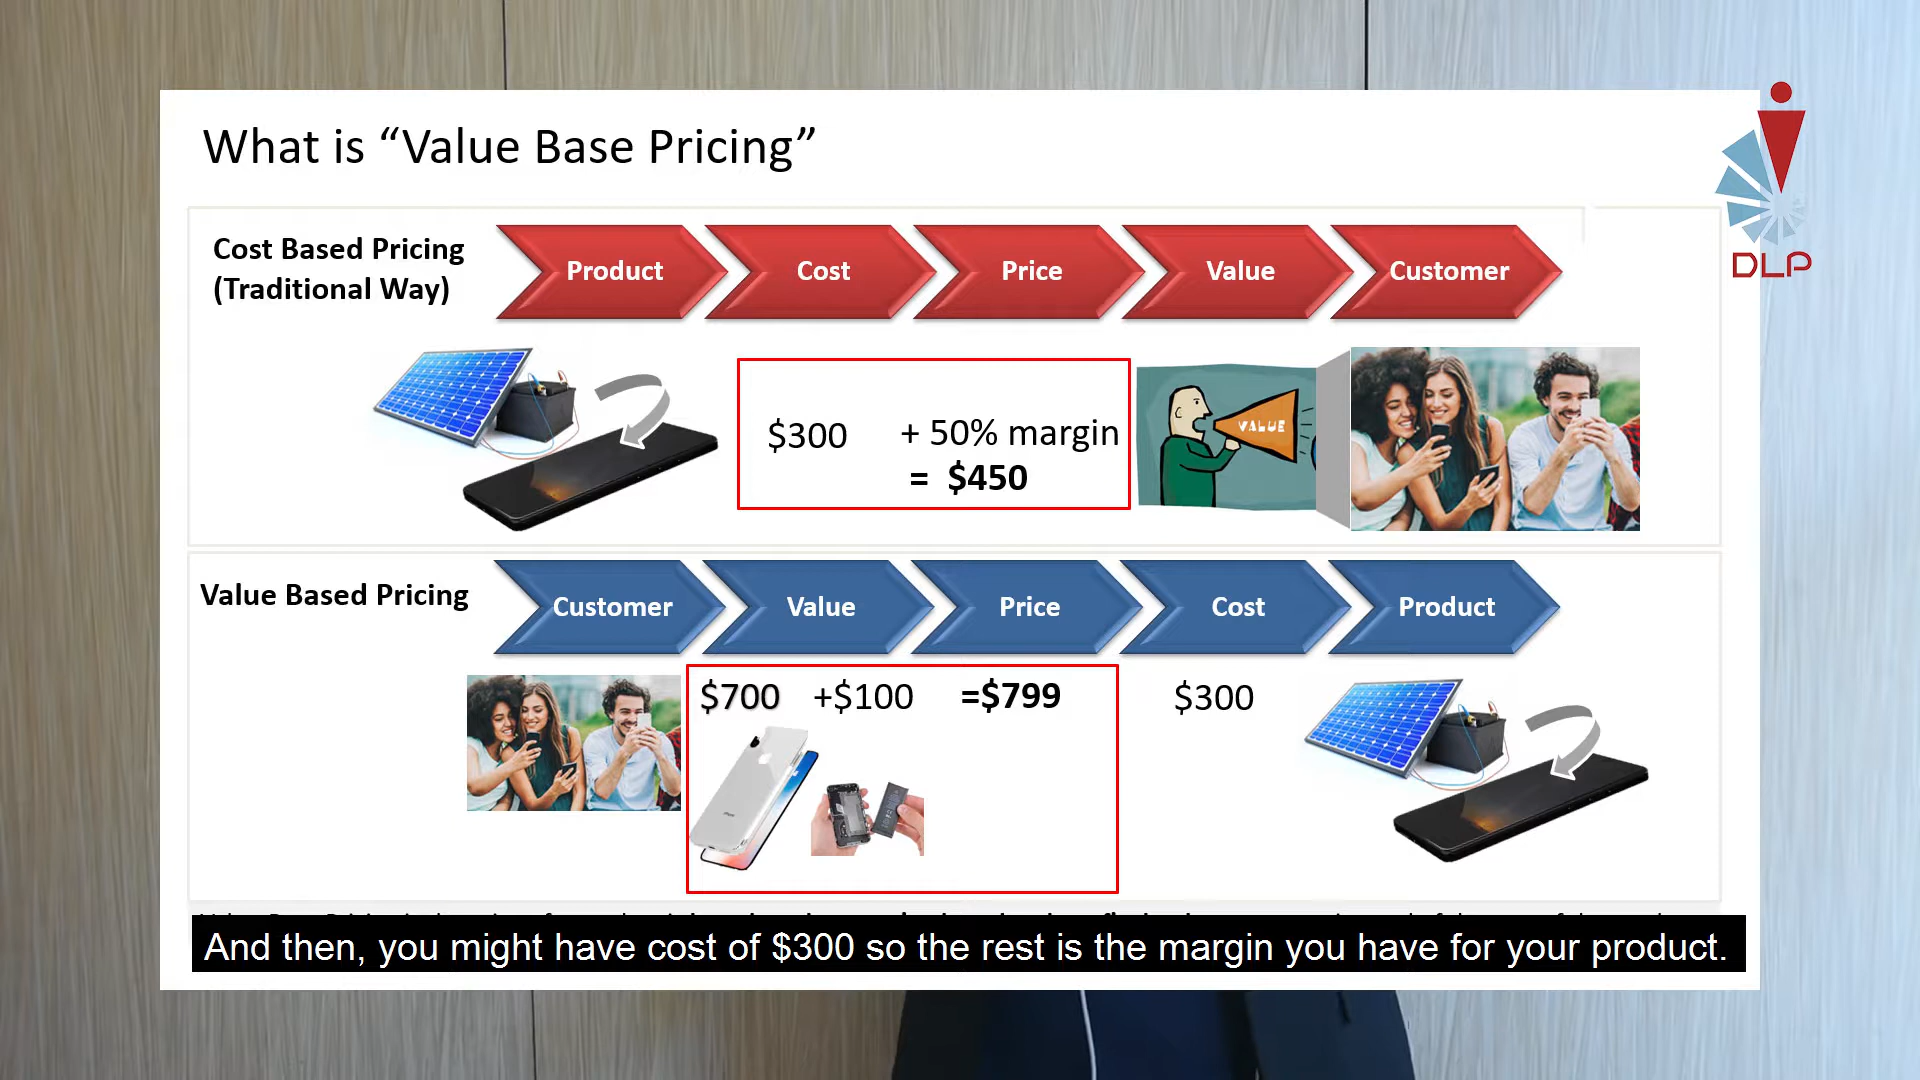 What is “Value Base Pricing”
DLP
Cost Based Pricing
(Traditional Way)
Product
Cost
Price
Value
Customer
$300
+ 50% margin
= $450
VALUE
Value Based Pricing
Customer
Value
Price
Cost
Product
$700
+$100
=$799
$300
And then, you might have cost of $300 so the rest is the margin you have for your product.